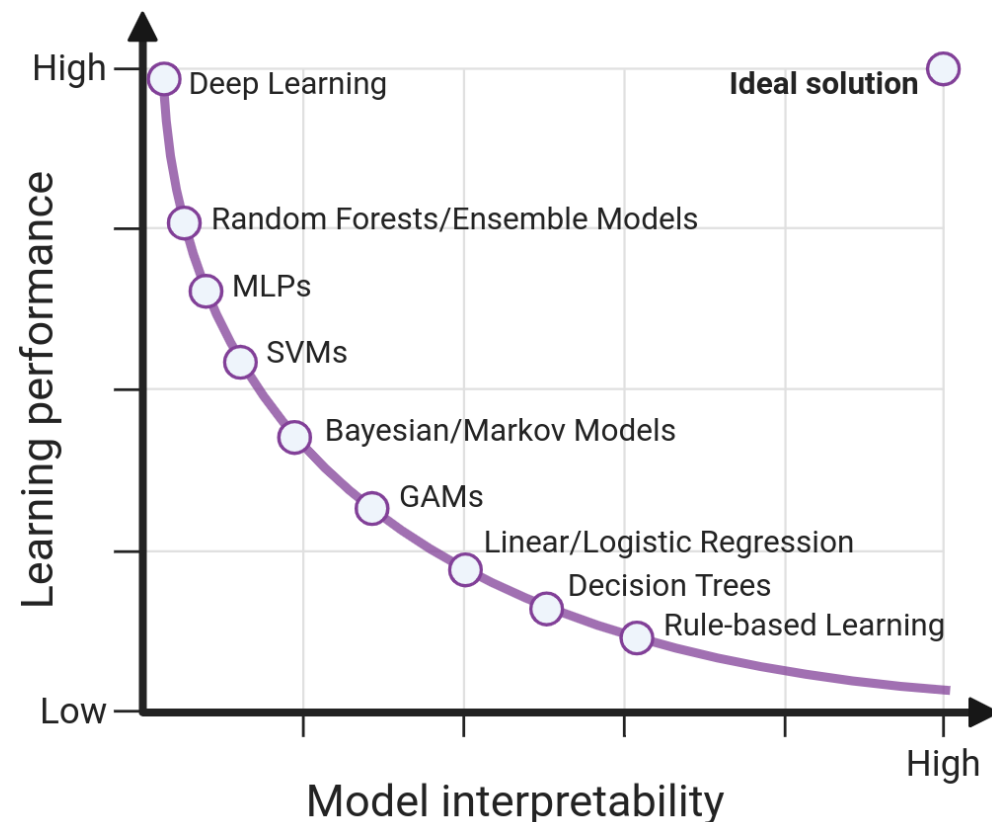 High
Deep Learning
Ideal solution
Random Forests/Ensemble Models
MLPs
SVMs
Bayesian/Markov Models
GAMs
Linear/Logistic Regression
Decision Trees
Rule-based Learning
Learning performance
Low
High
Model interpretability